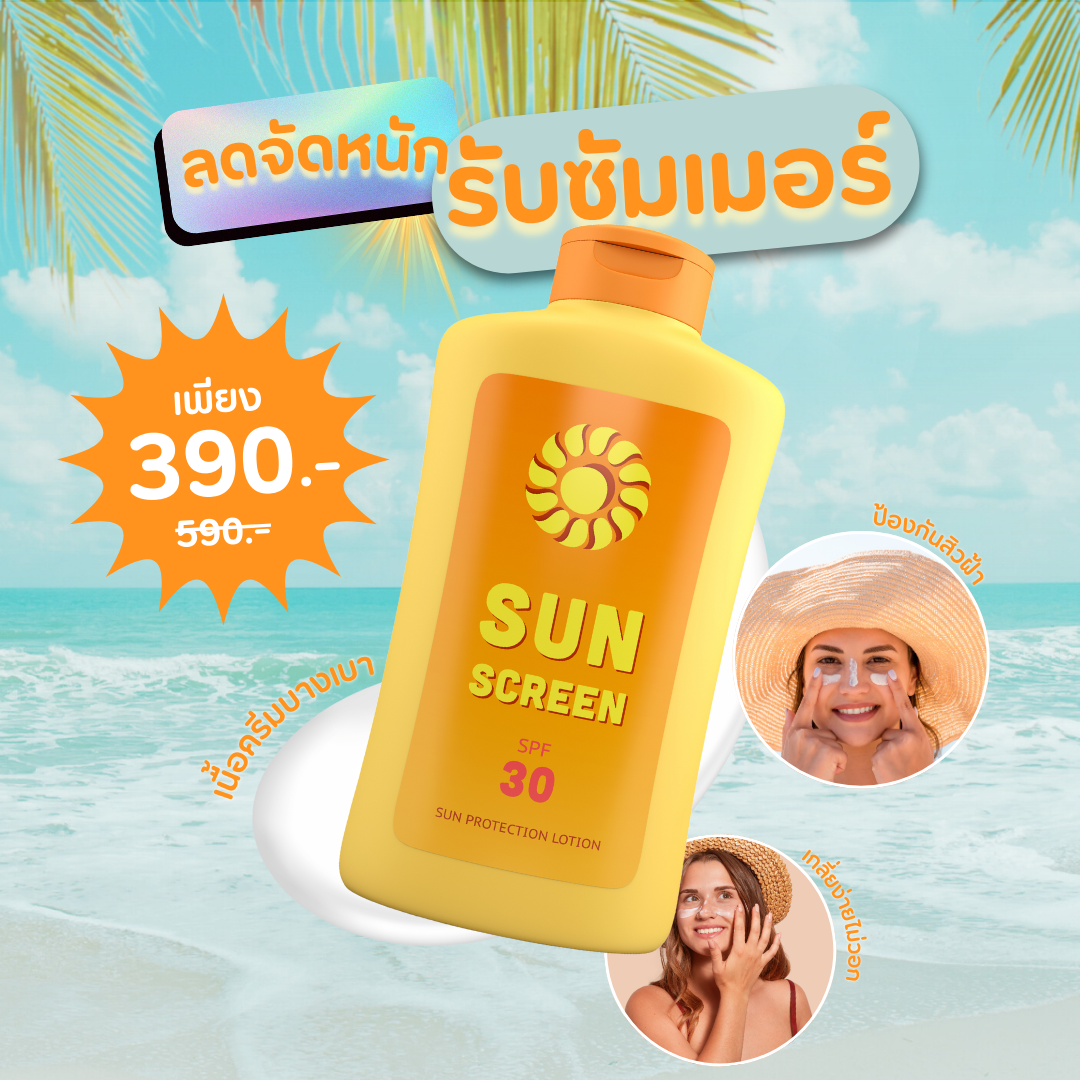 ลดจัดหนัก
รับซัมเมอร์
เพียง
390.-
590.-
SUN
SCREEN
SPF
30
SUN PROTECTION LOTION
ป้องกันสิวฝ้า
เนื้อครีมบางเบา
เกลี่ยง่ายไม่วอก